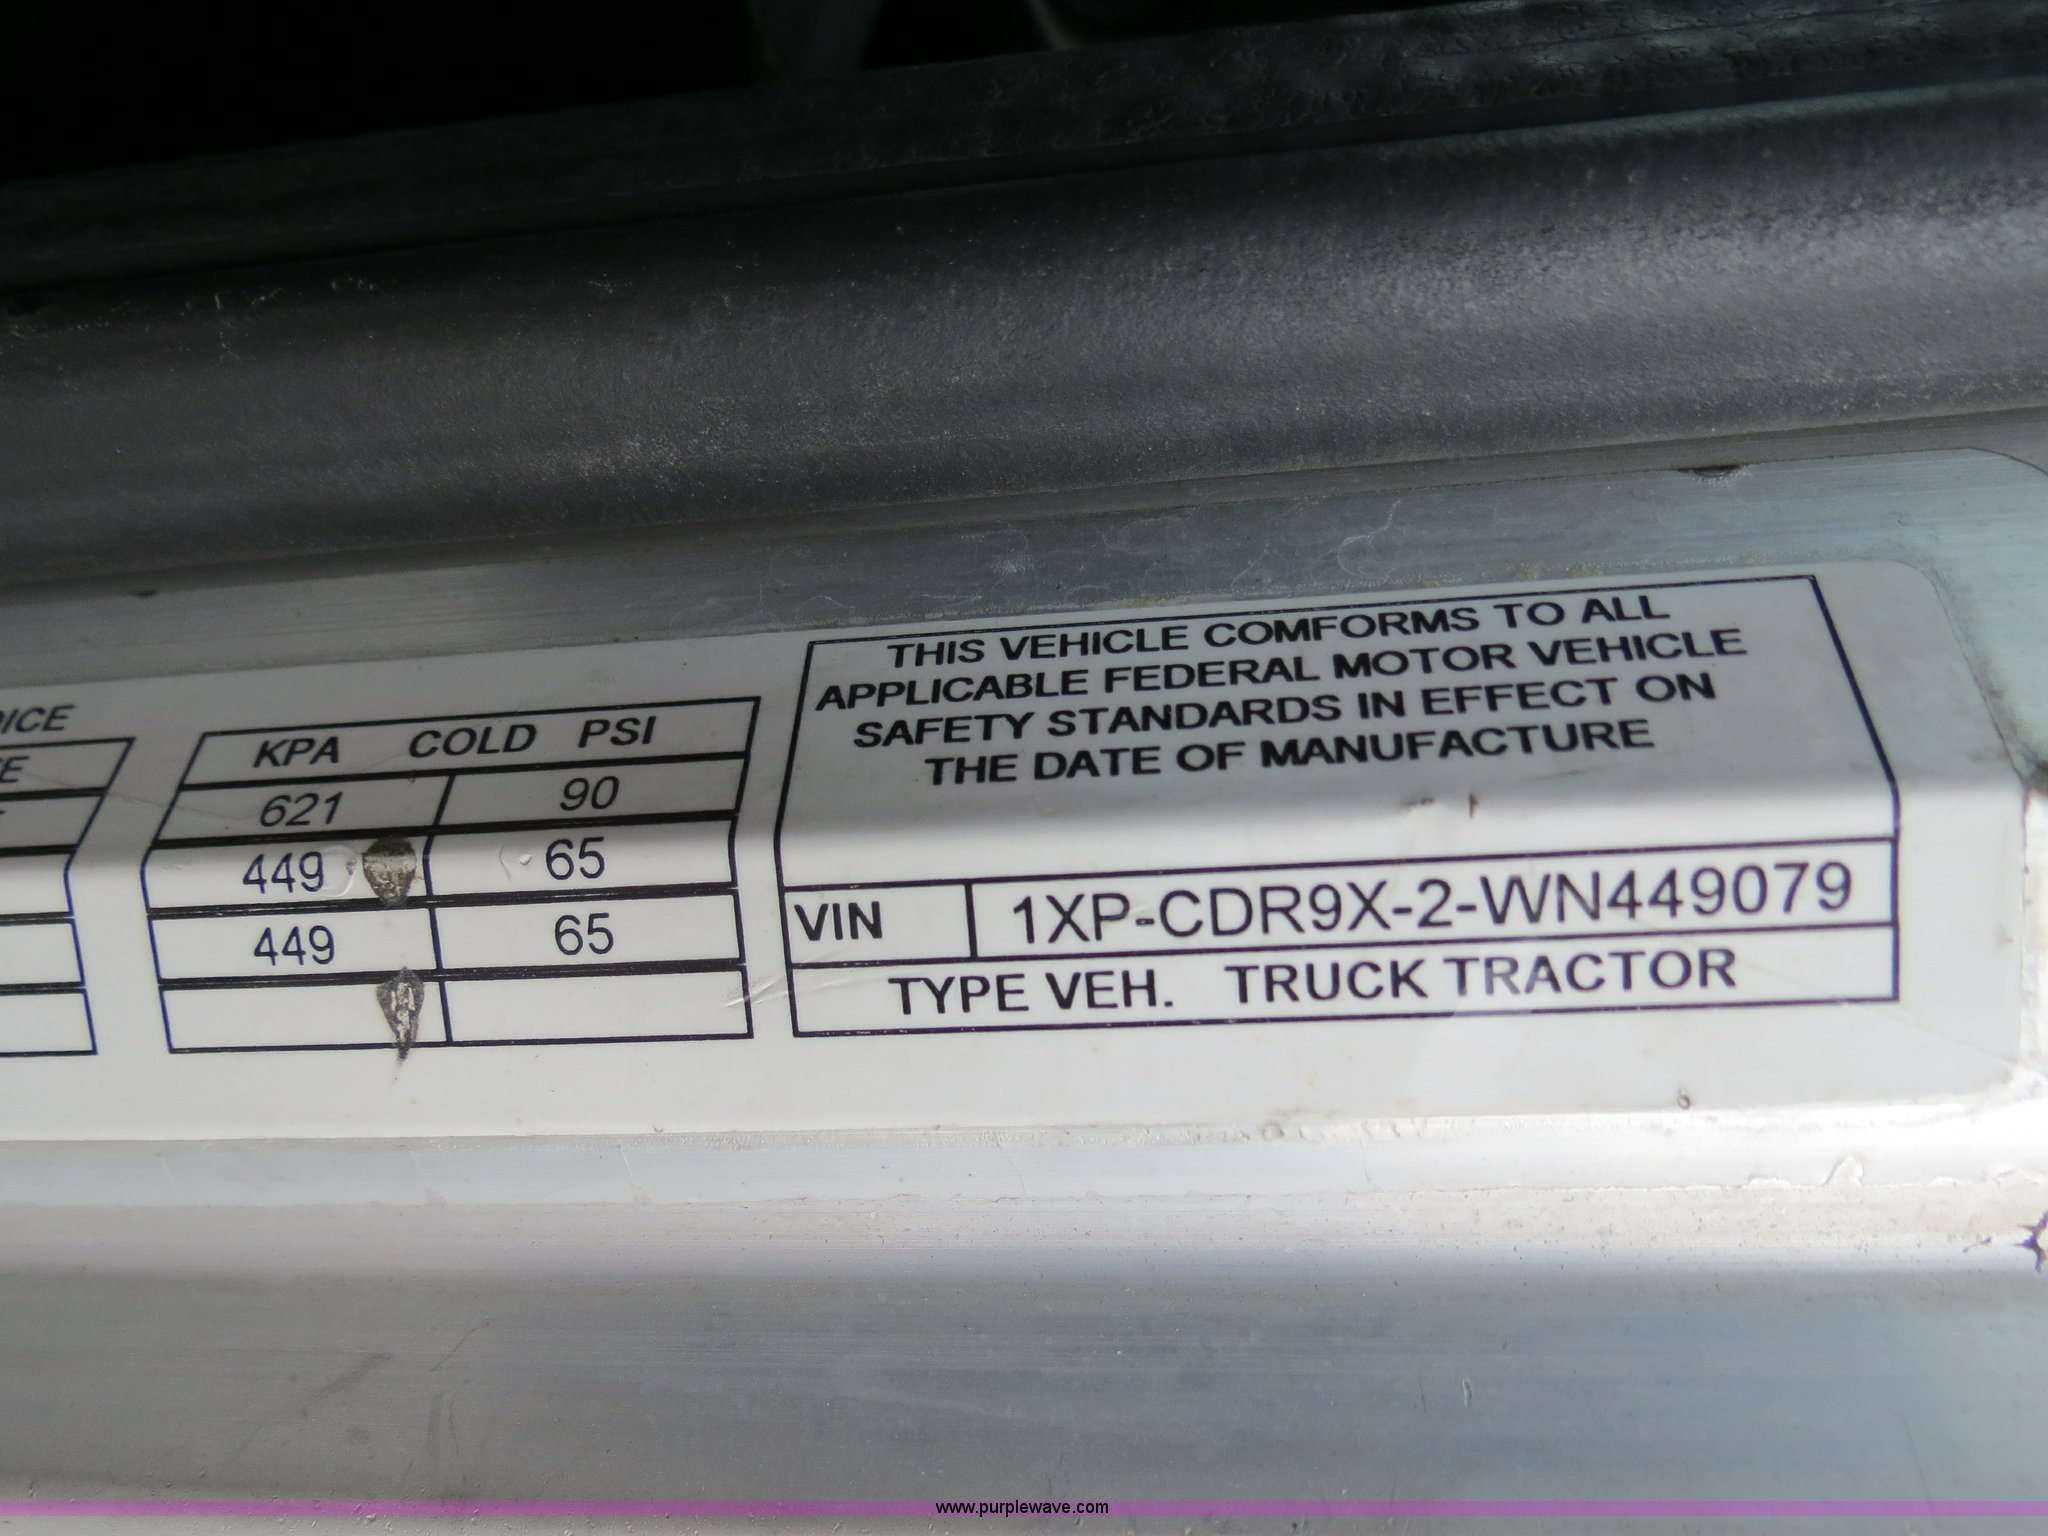 OICE
KPA COLD PSI
621 90
449 65
449 65
THIS VEHICLE COMFORMS TO ALL
APPLICABLE FEDERAL MOTOR VEHICLE
SAFETY STANDARDS IN EFFECT ON
THE DATE OF MANUFACTURE
VIN 1XP-CDR9X-2-WN449079
TYPE VEH. TRUCK TRACTOR
www.purplewave.com